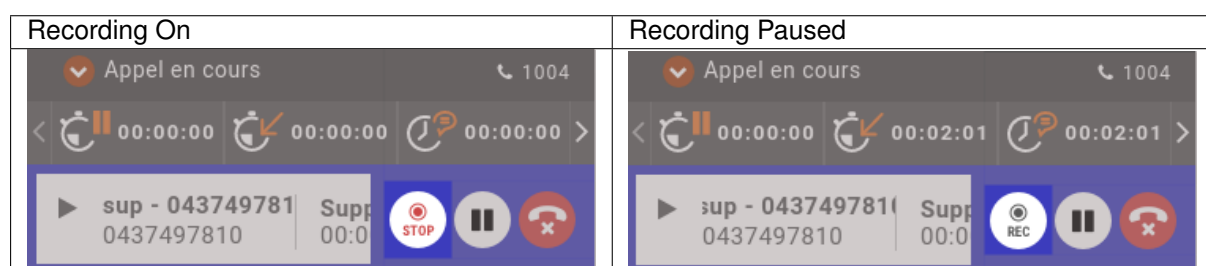 Recording On
Recording Paused
Appel en cours 1004
00:00:00 00:00:00 00:00:00
sup - 043749781 Supp
0437497810 00:0
STOP
Appel en cours 1004
00:00:00 00:02:01 00:02:01
sup - 043749781 Supp
0437497810 00:0
REC